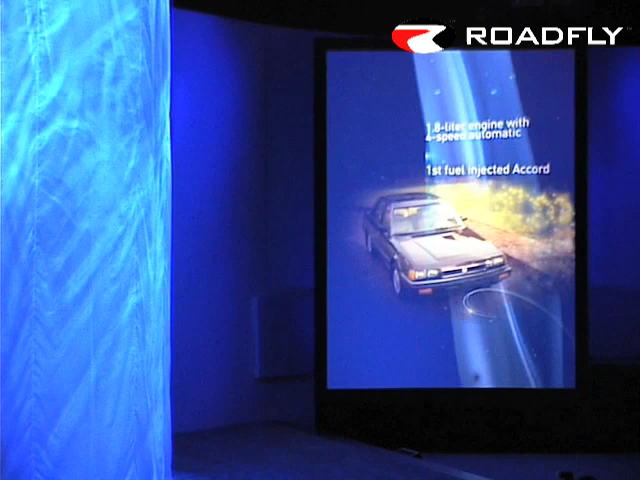 ROADFLY
1.8-liter engine with
4-speed automatic
1st fuel injected Accord